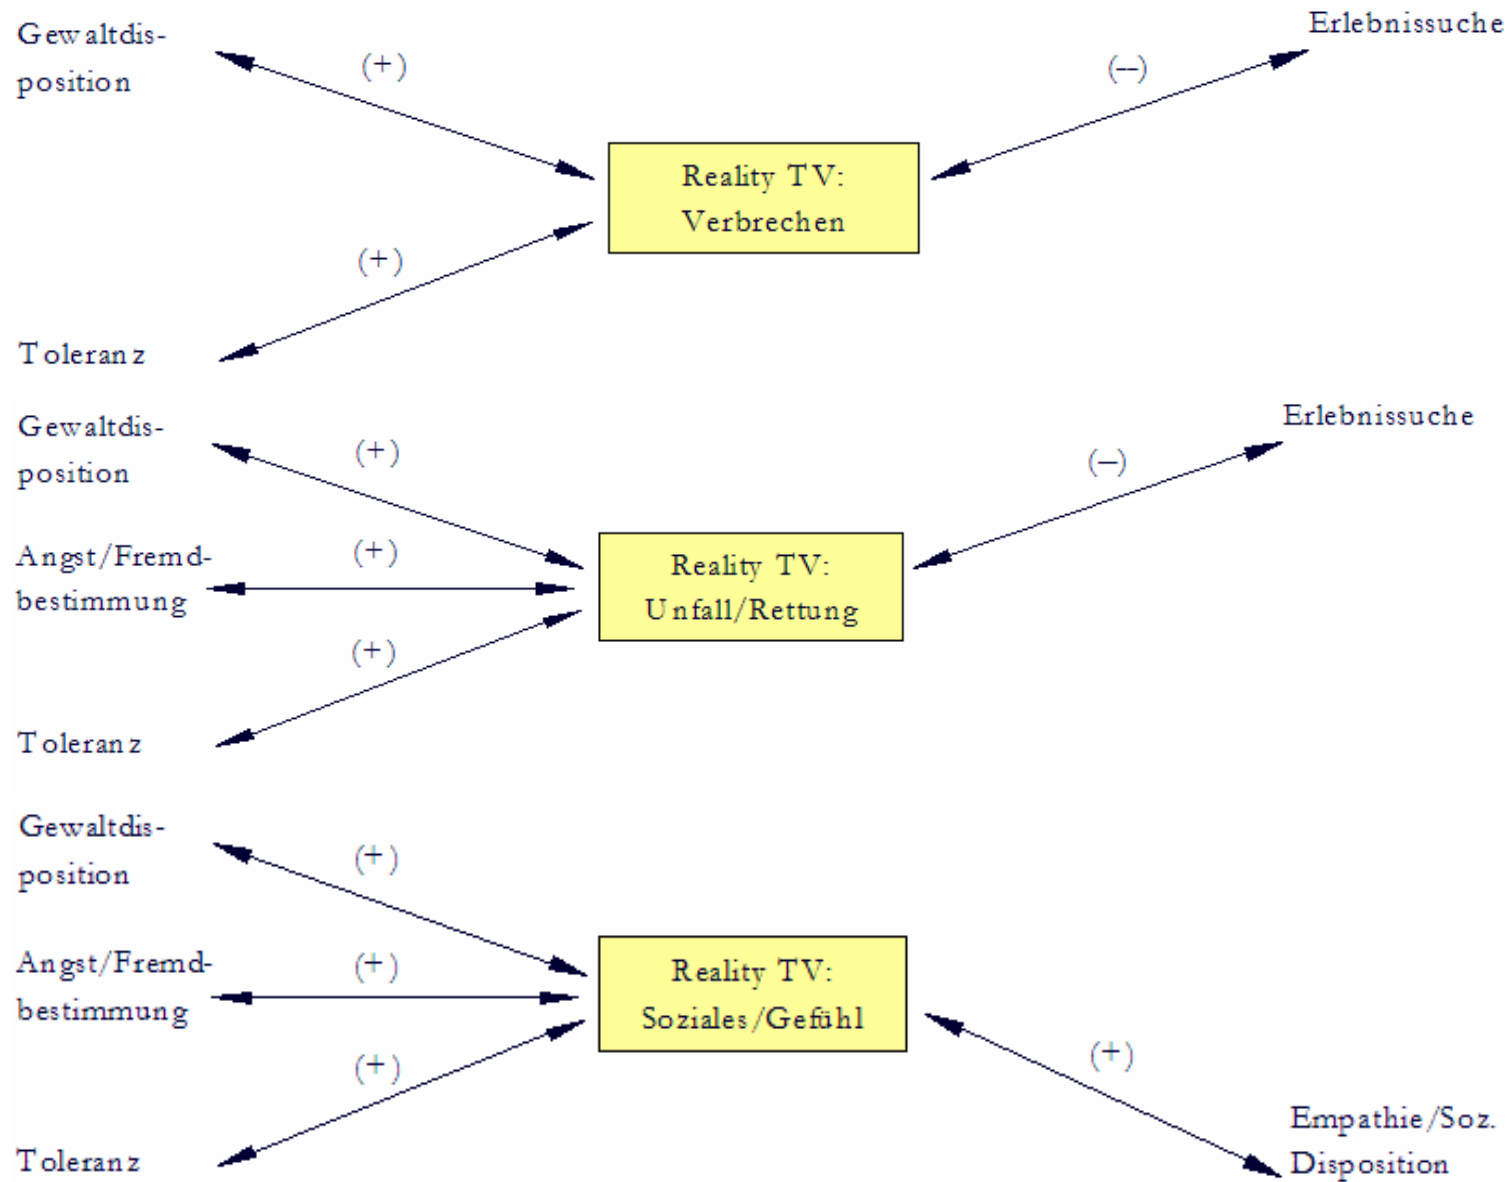 Gewaltdis-
position
(+)
(--)
Erlebnissuche
Reality TV:
Verbrechen
(+)
Toleranz
Gewaltdis-
position
(+)
(–)
Erlebnissuche
Angst/Fremd-
bestimmung
(+)
Reality TV:
Unfall/Rettung
(+)
Toleranz
Gewaltdis-
position
(+)
Angst/Fremd-
bestimmung
(+)
Reality TV:
Soziales/Gefühl
(+)
(+)
Toleranz
Empathie/Soz.
Disposition